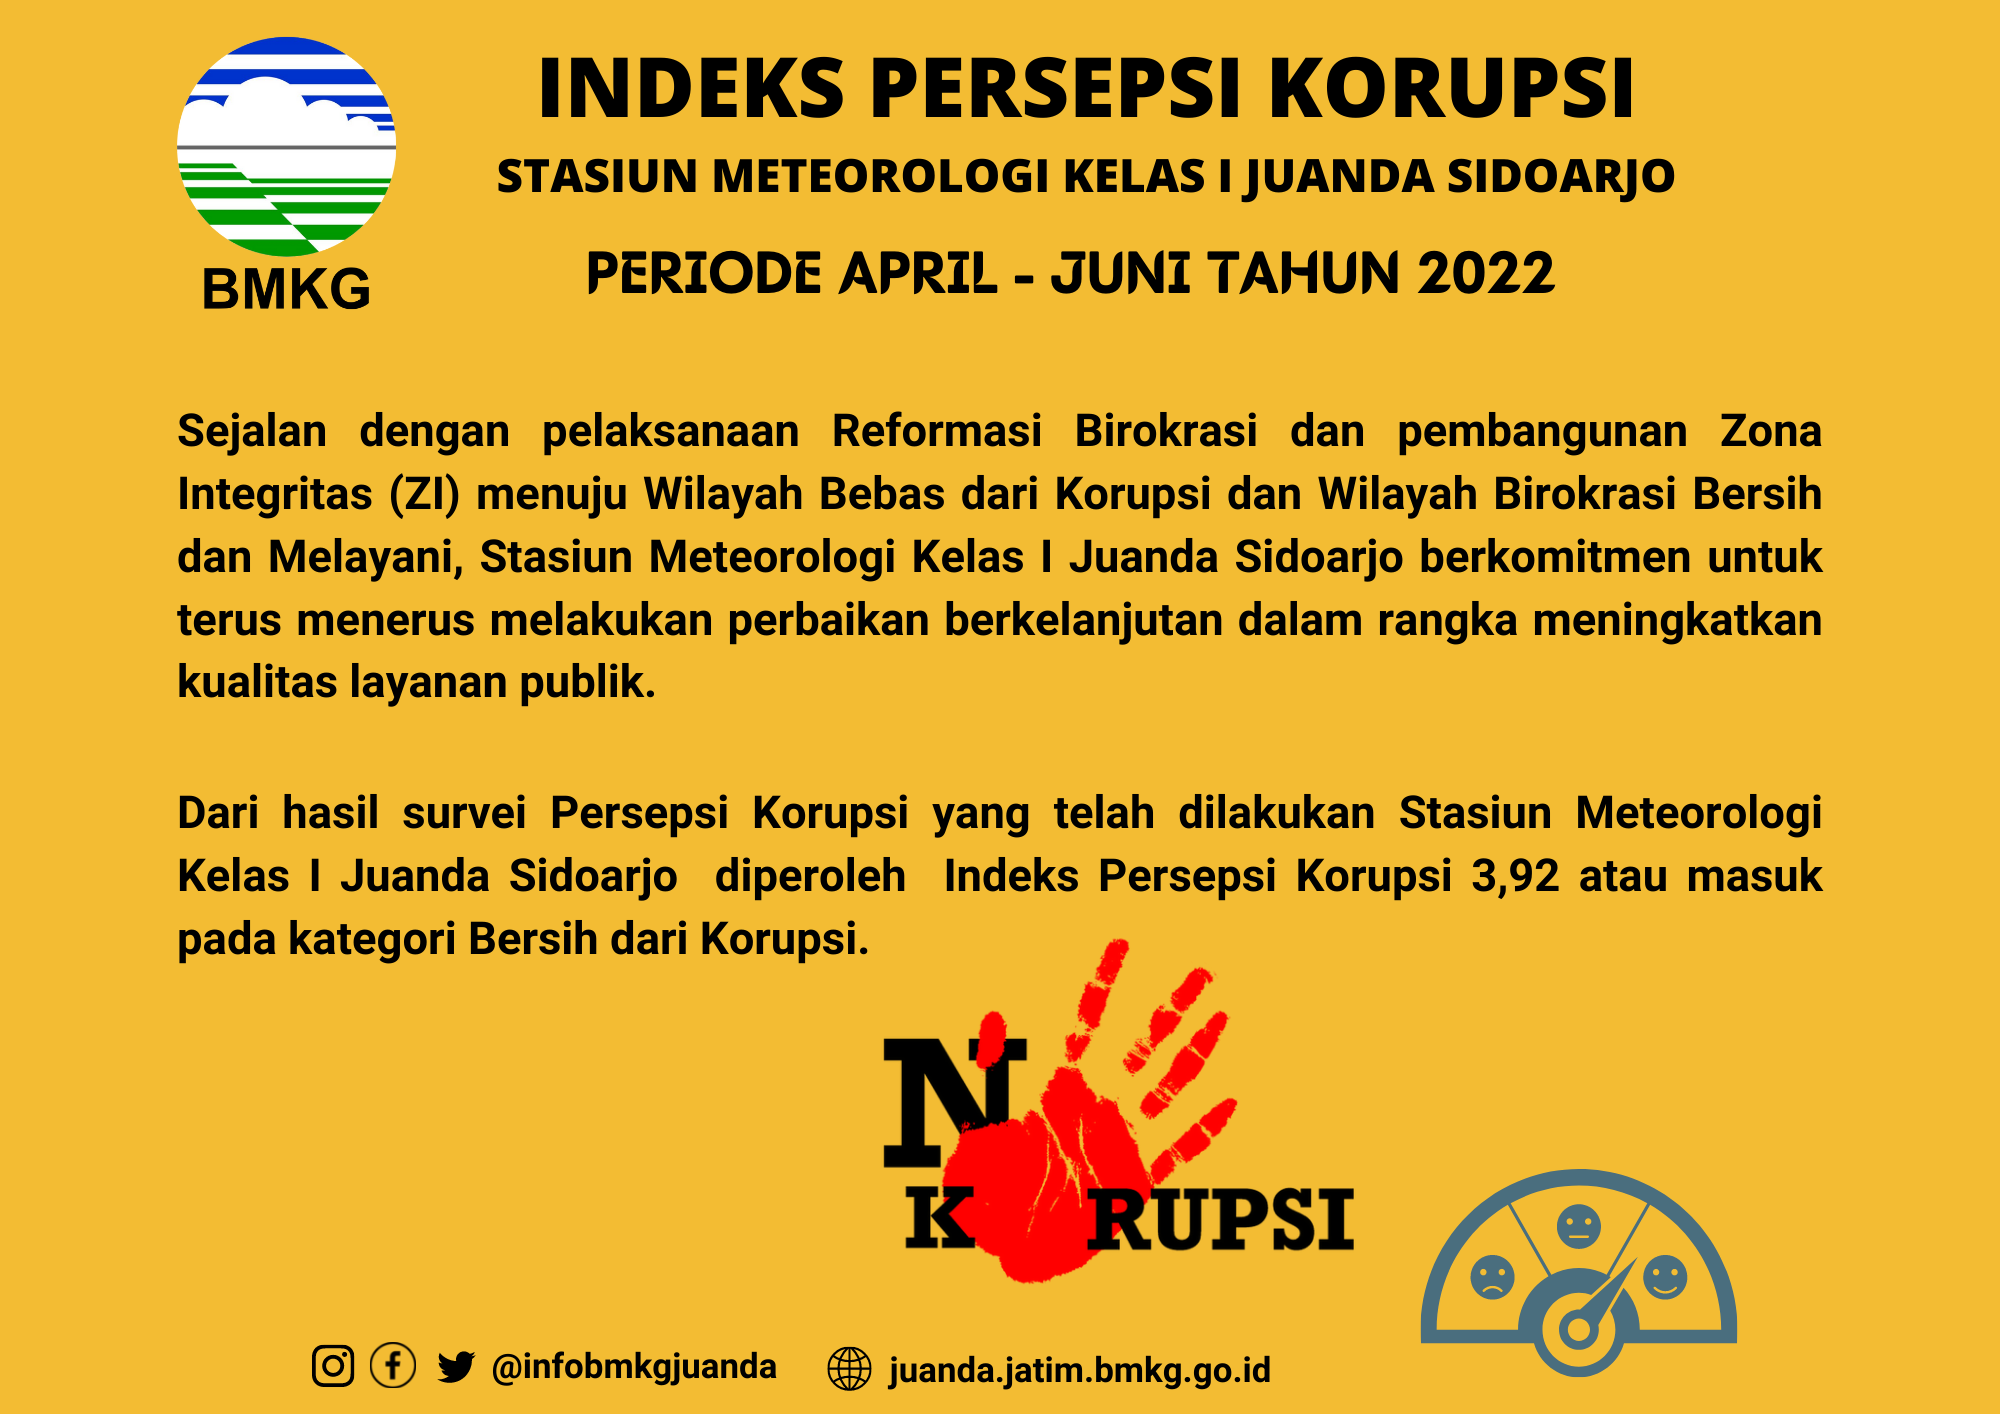 INDEKS PERSEPSI KORUPSI
STASIUN METEOROLOGI KELAS I JUANDA SIDOARJO
PERIODE APRIL - JUNI TAHUN 2022
BMKG
Sejalan dengan pelaksanaan Reformasi Birokrasi dan pembangunan Zona
Integritas (ZI) menuju Wilayah Bebas dari Korupsi dan Wilayah Birokrasi Bersih
dan Melayani, Stasiun Meteorologi Kelas I Juanda Sidoarjo berkomitmen untuk
terus menerus melakukan perbaikan berkelanjutan dalam rangka meningkatkan
kualitas layanan publik.
Dari hasil survei Persepsi Korupsi yang telah dilakukan Stasiun Meteorologi
Kelas I Juanda Sidoarjo diperoleh Indeks Persepsi Korupsi 3,92 atau masuk
pada kategori Bersih dari Korupsi.
N
K RUPSI
@infobmkgjuanda
juanda.jatim.bmkg.go.id